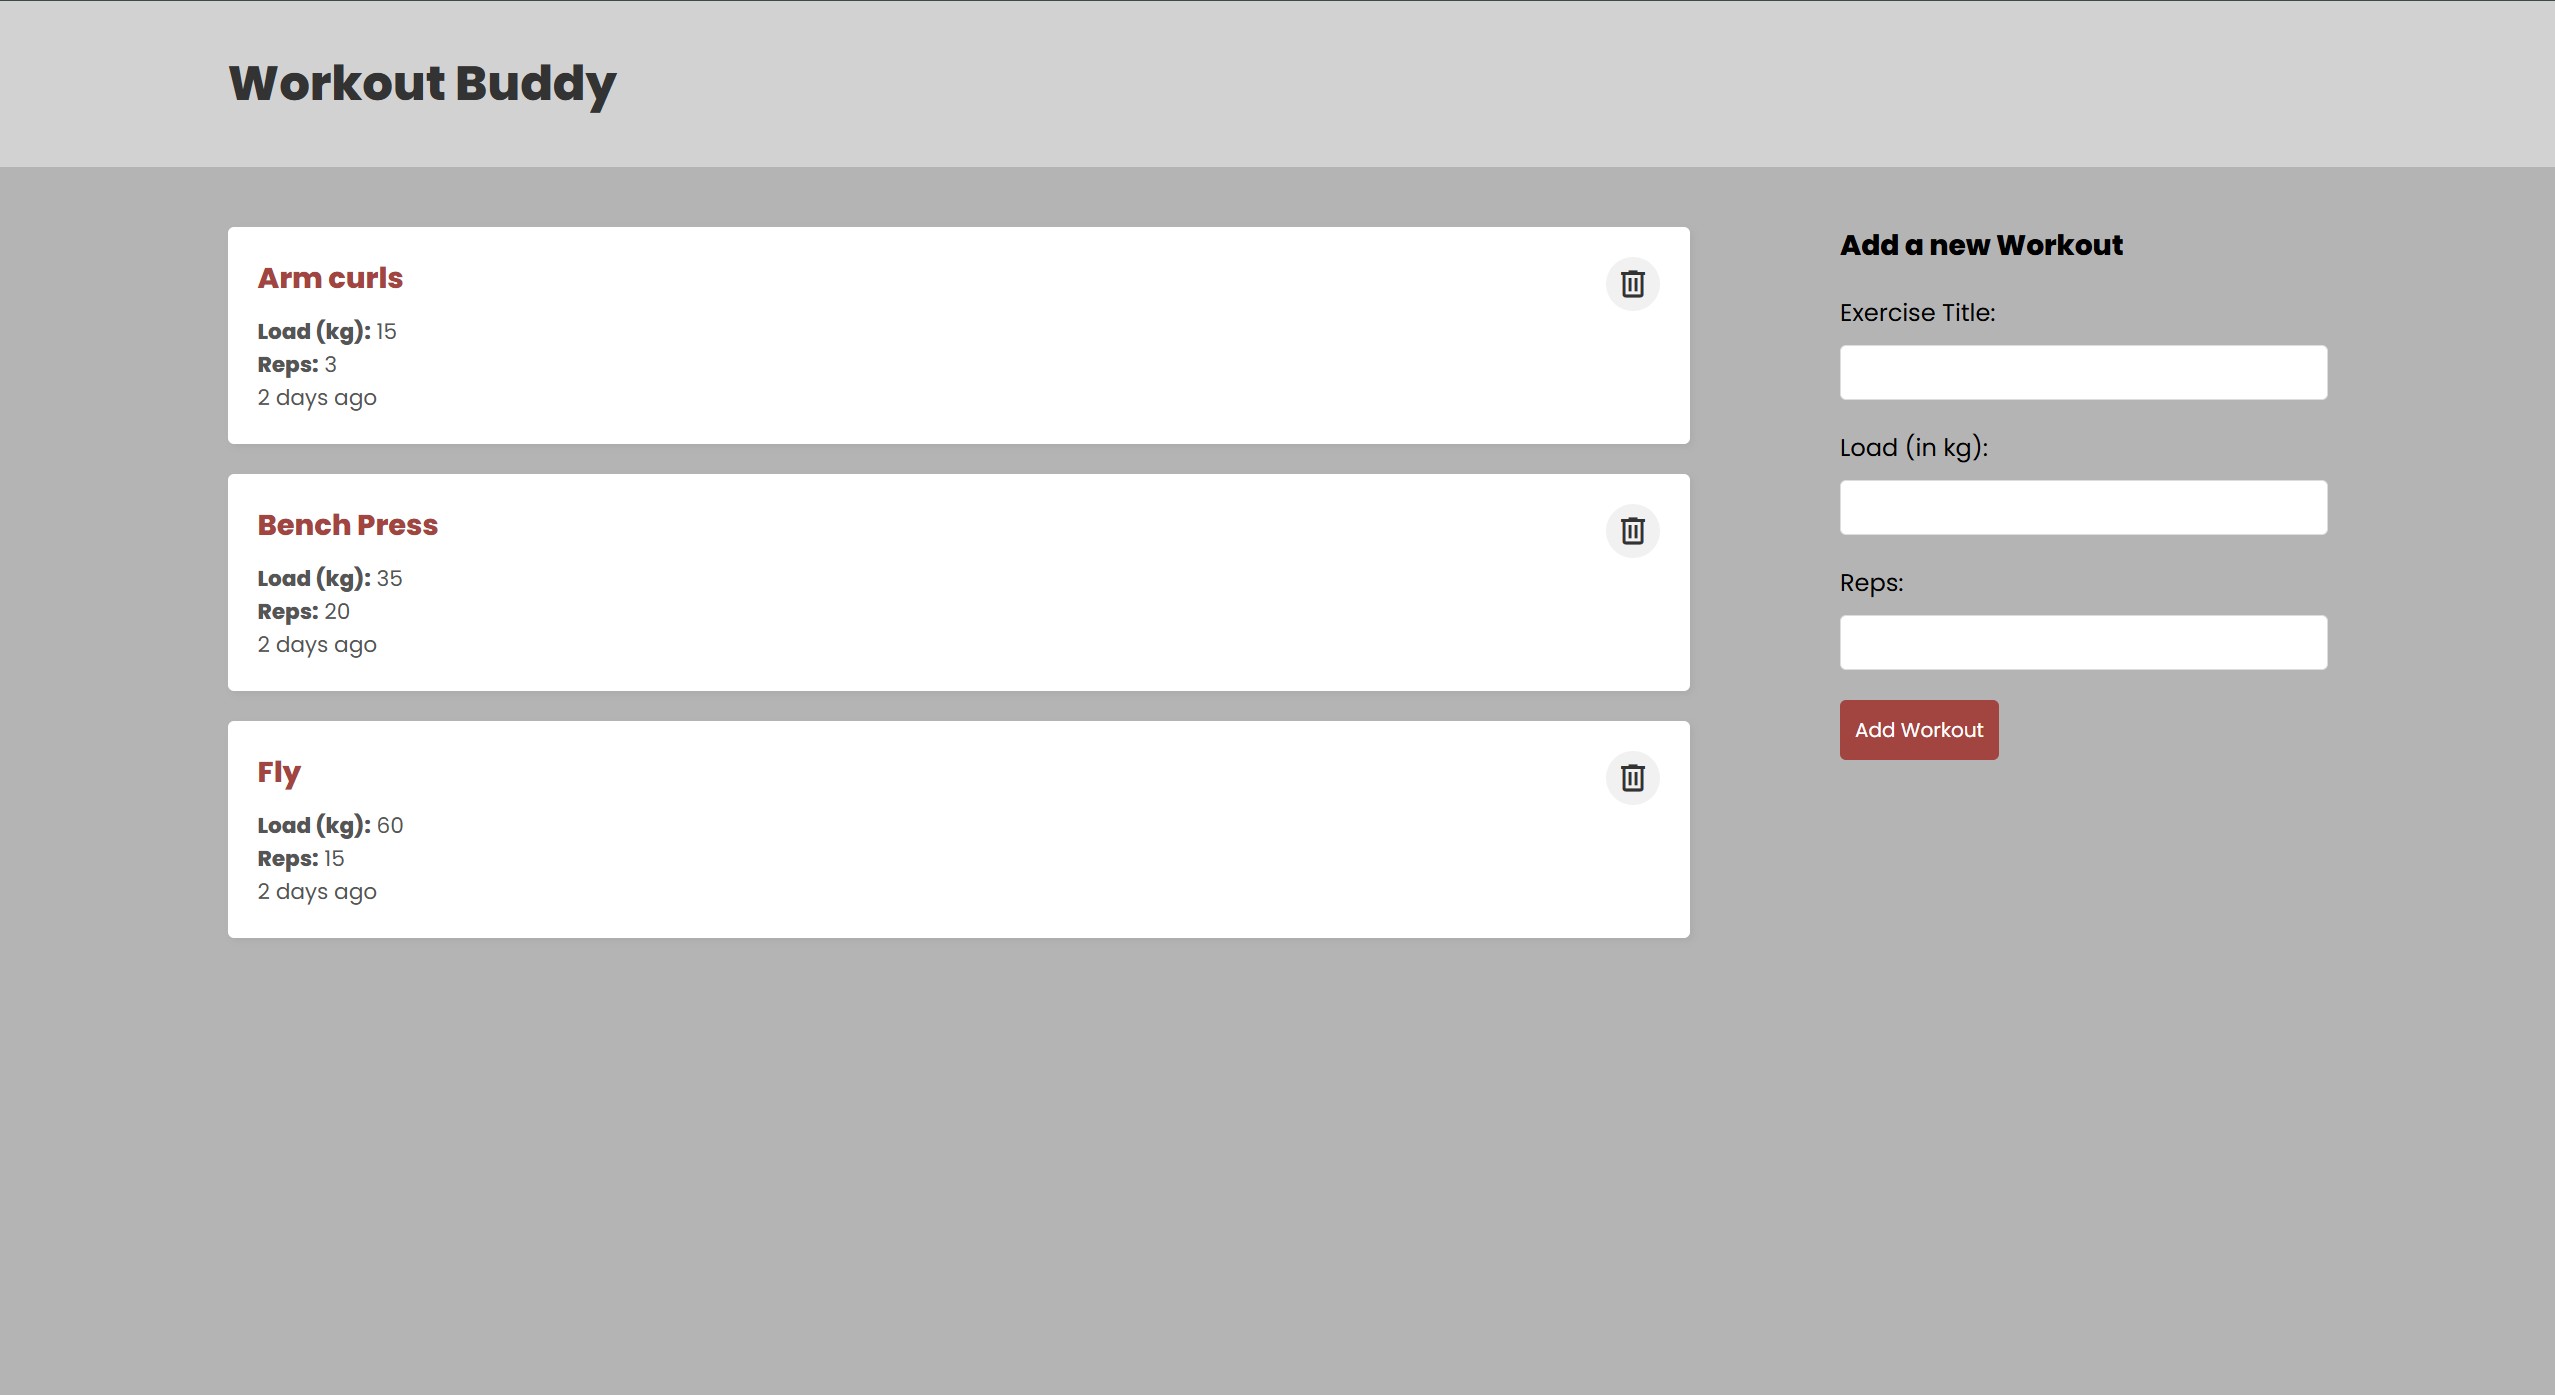 Workout Buddy
Arm curls
Load (kg): 15
Reps: 3
2 days ago
Bench Press
Load (kg): 35
Reps: 20
2 days ago
Fly
Load (kg): 60
Reps: 15
2 days ago
Add a new Workout
Exercise Title:
Load (in kg):
Reps:
Add Workout